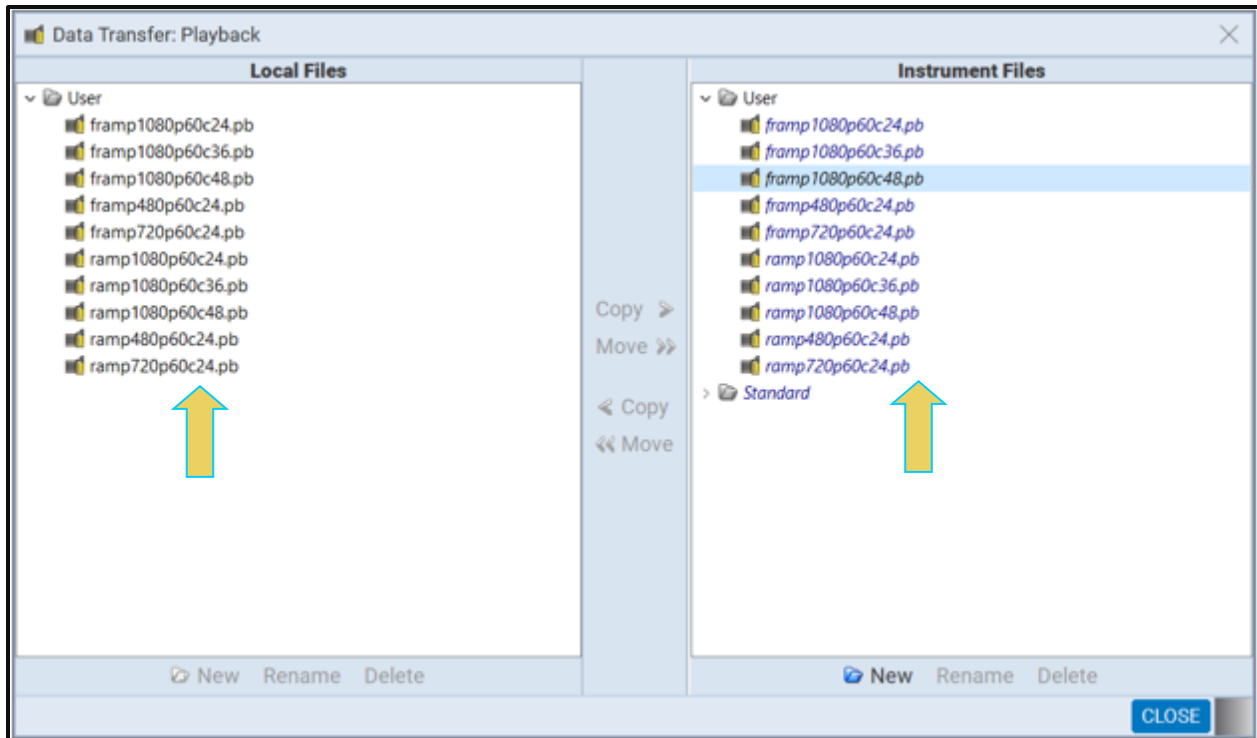 Data Transfer: Playback
Local Files
User
framp1080p60c24.pb
framp1080p60c36.pb
framp1080p60c48.pb
framp480p60c24.pb
framp720p60c24.pb
ramp1080p60c24.pb
ramp1080p60c36.pb
ramp1080p60c48.pb
ramp480p60c24.pb
ramp720p60c24.pb
New Rename Delete
Copy
Move
Copy
Move
Instrument Files
User
framp1080p60c24.pb
framp1080p60c36.pb
framp1080p60c48.pb
framp480p60c24.pb
framp720p60c24.pb
ramp1080p60c24.pb
ramp1080p60c36.pb
ramp1080p60c48.pb
ramp480p60c24.pb
ramp720p60c24.pb
Standard
New Rename Delete
CLOSE